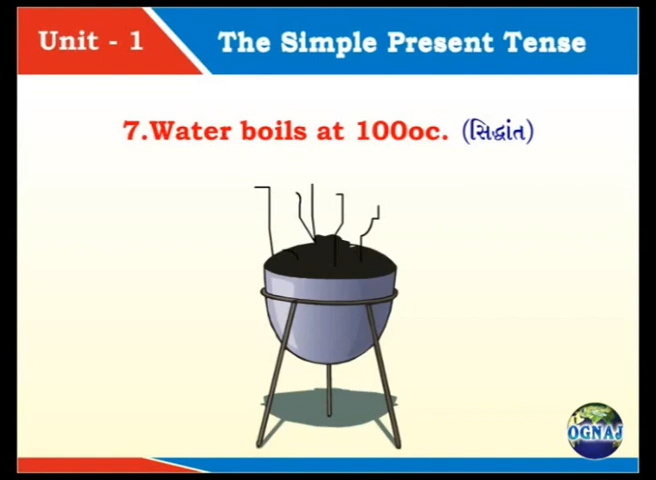 Unit - 1
The Simple Present Tense
7.Water boils at 100oc. (સિદ્ધાંત)
OGNAJ